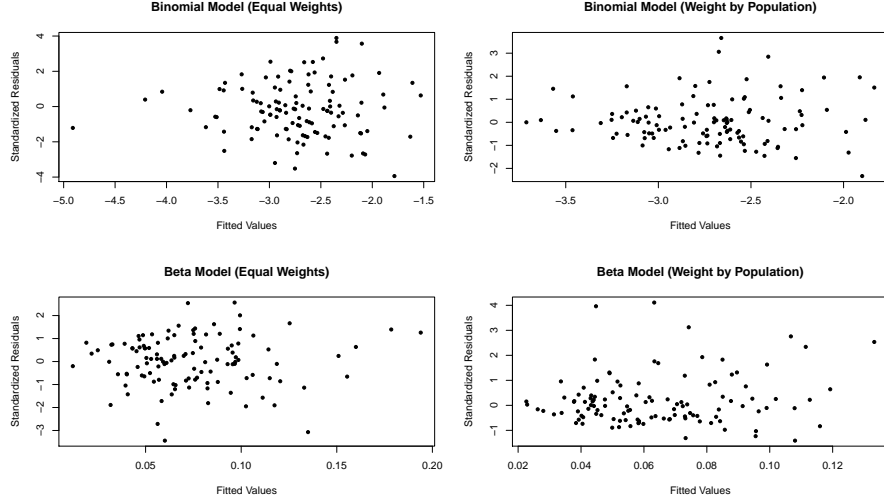 Binomial Model (Equal Weights)
Standardized Residuals
4
2
0
−2
−4
−5.0 −4.5 −4.0 −3.5 −3.0 −2.5 −2.0 −1.5
Fitted Values
Binomial Model (Weight by Population)
Standardized Residuals
3
2
1
0
−1
−2
−3.5 −3.0 −2.5 −2.0
Fitted Values
Beta Model (Equal Weights)
Standardized Residuals
2
1
0
−1
−2
−3
0.05 0.10 0.15 0.20
Fitted Values
Beta Model (Weight by Population)
Standardized Residuals
4
3
2
1
0
−1
0.02 0.04 0.06 0.08 0.10 0.12
Fitted Values